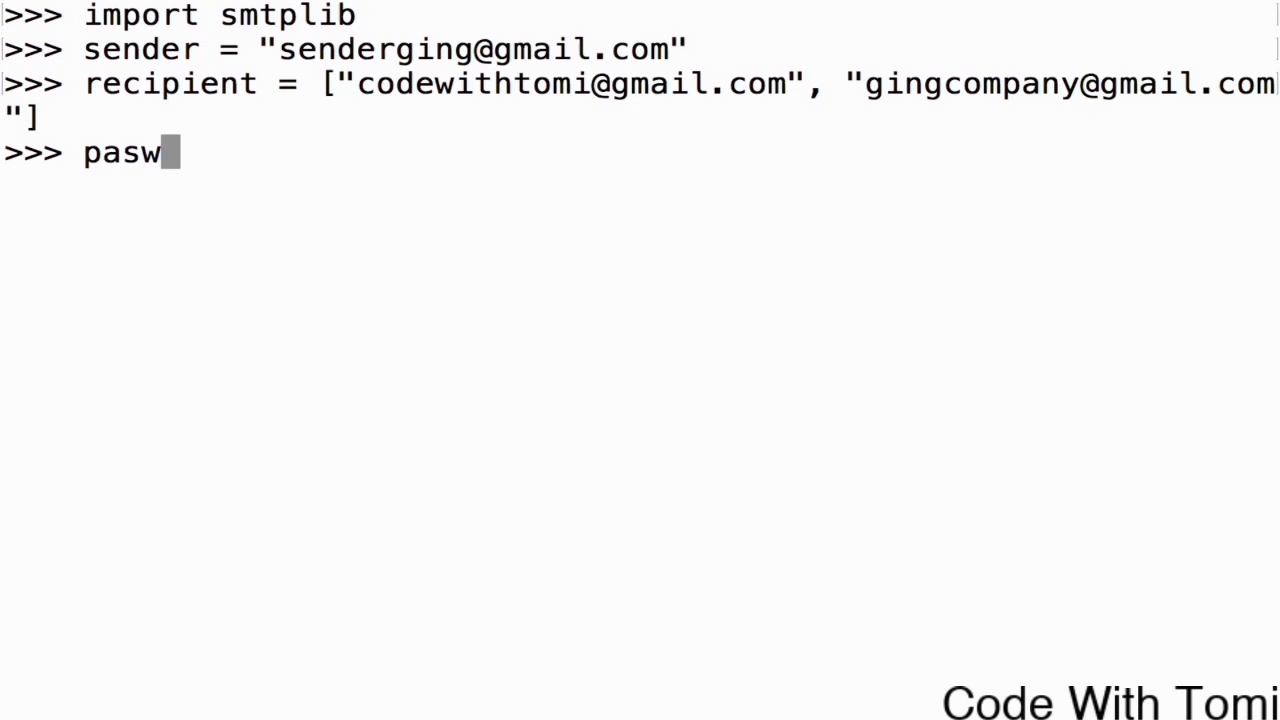 >>> import smtplib
>>> sender = "senderging@gmail.com"
>>> recipient = ["codewithtomi@gmail.com", "gingcompany@gmail.com
"]
>>> pasw
Code With Tomi